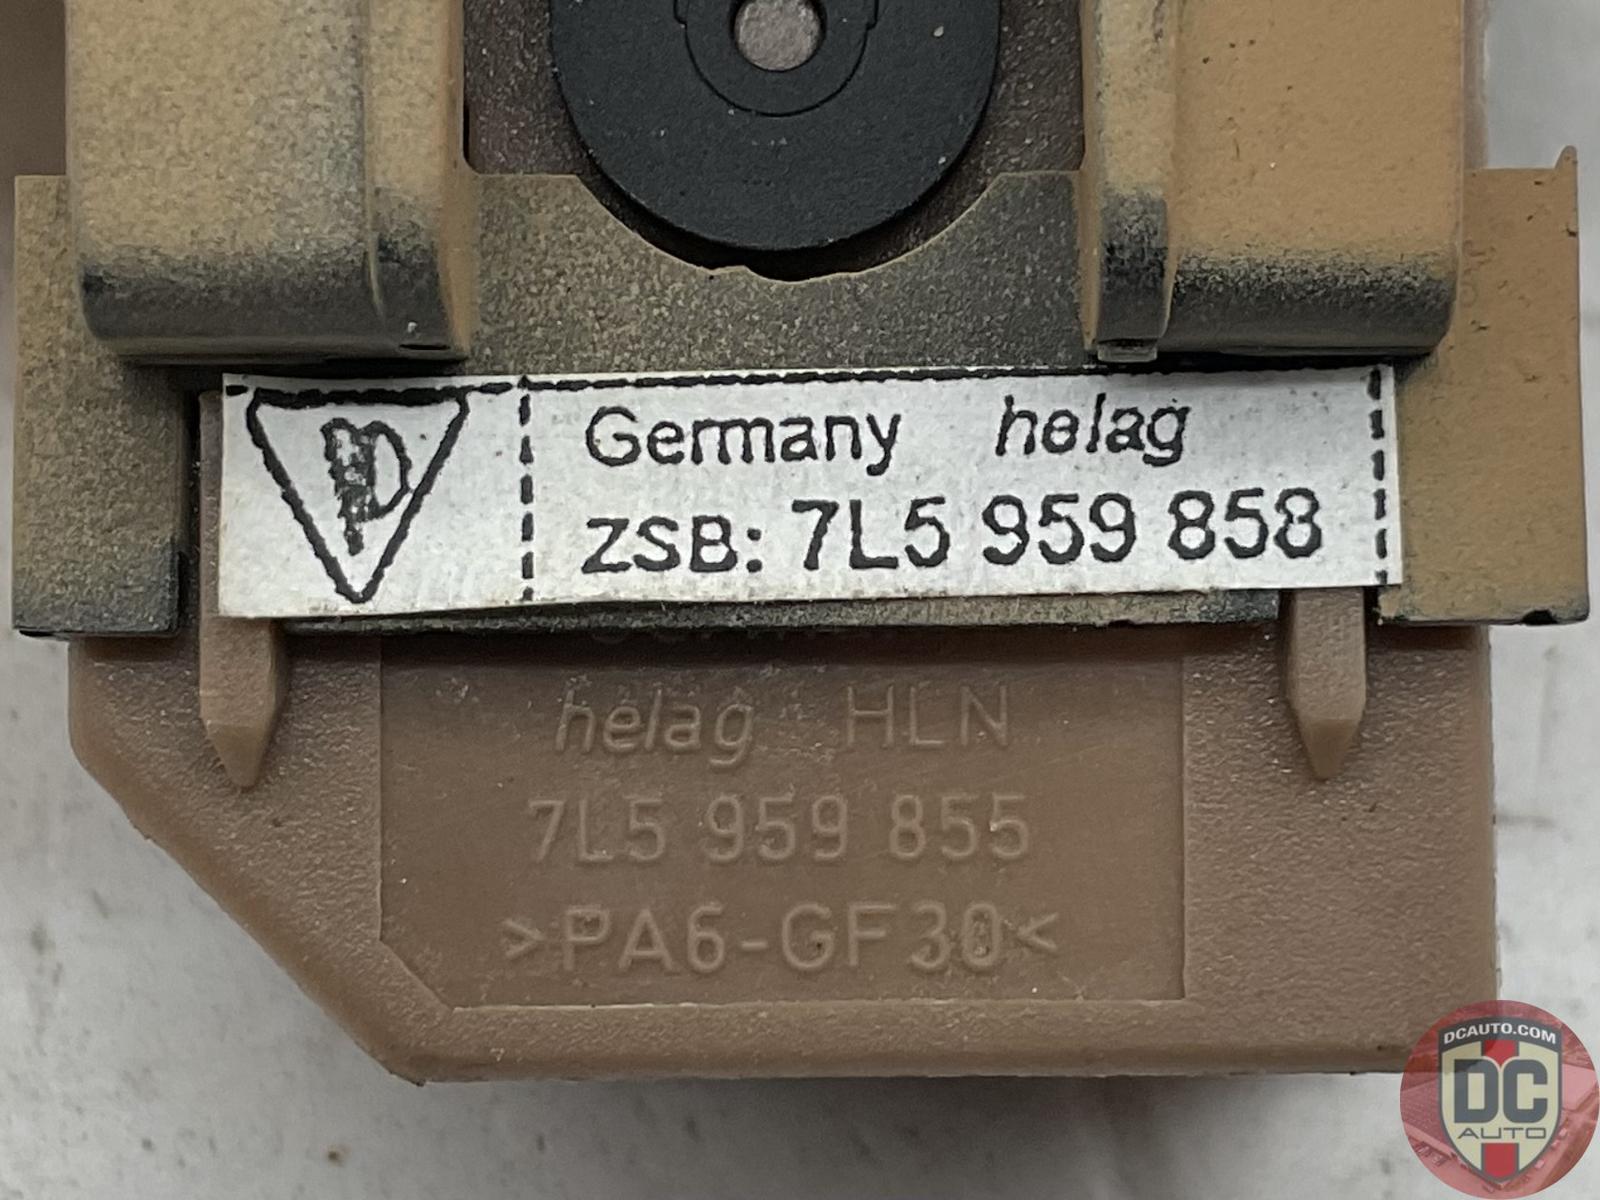 Germany helag
ZSB: 7L5 959 858
helag HLN
7L5 959 855
>PA6-GF30<
DCAUTO.COM
DC
AUTO